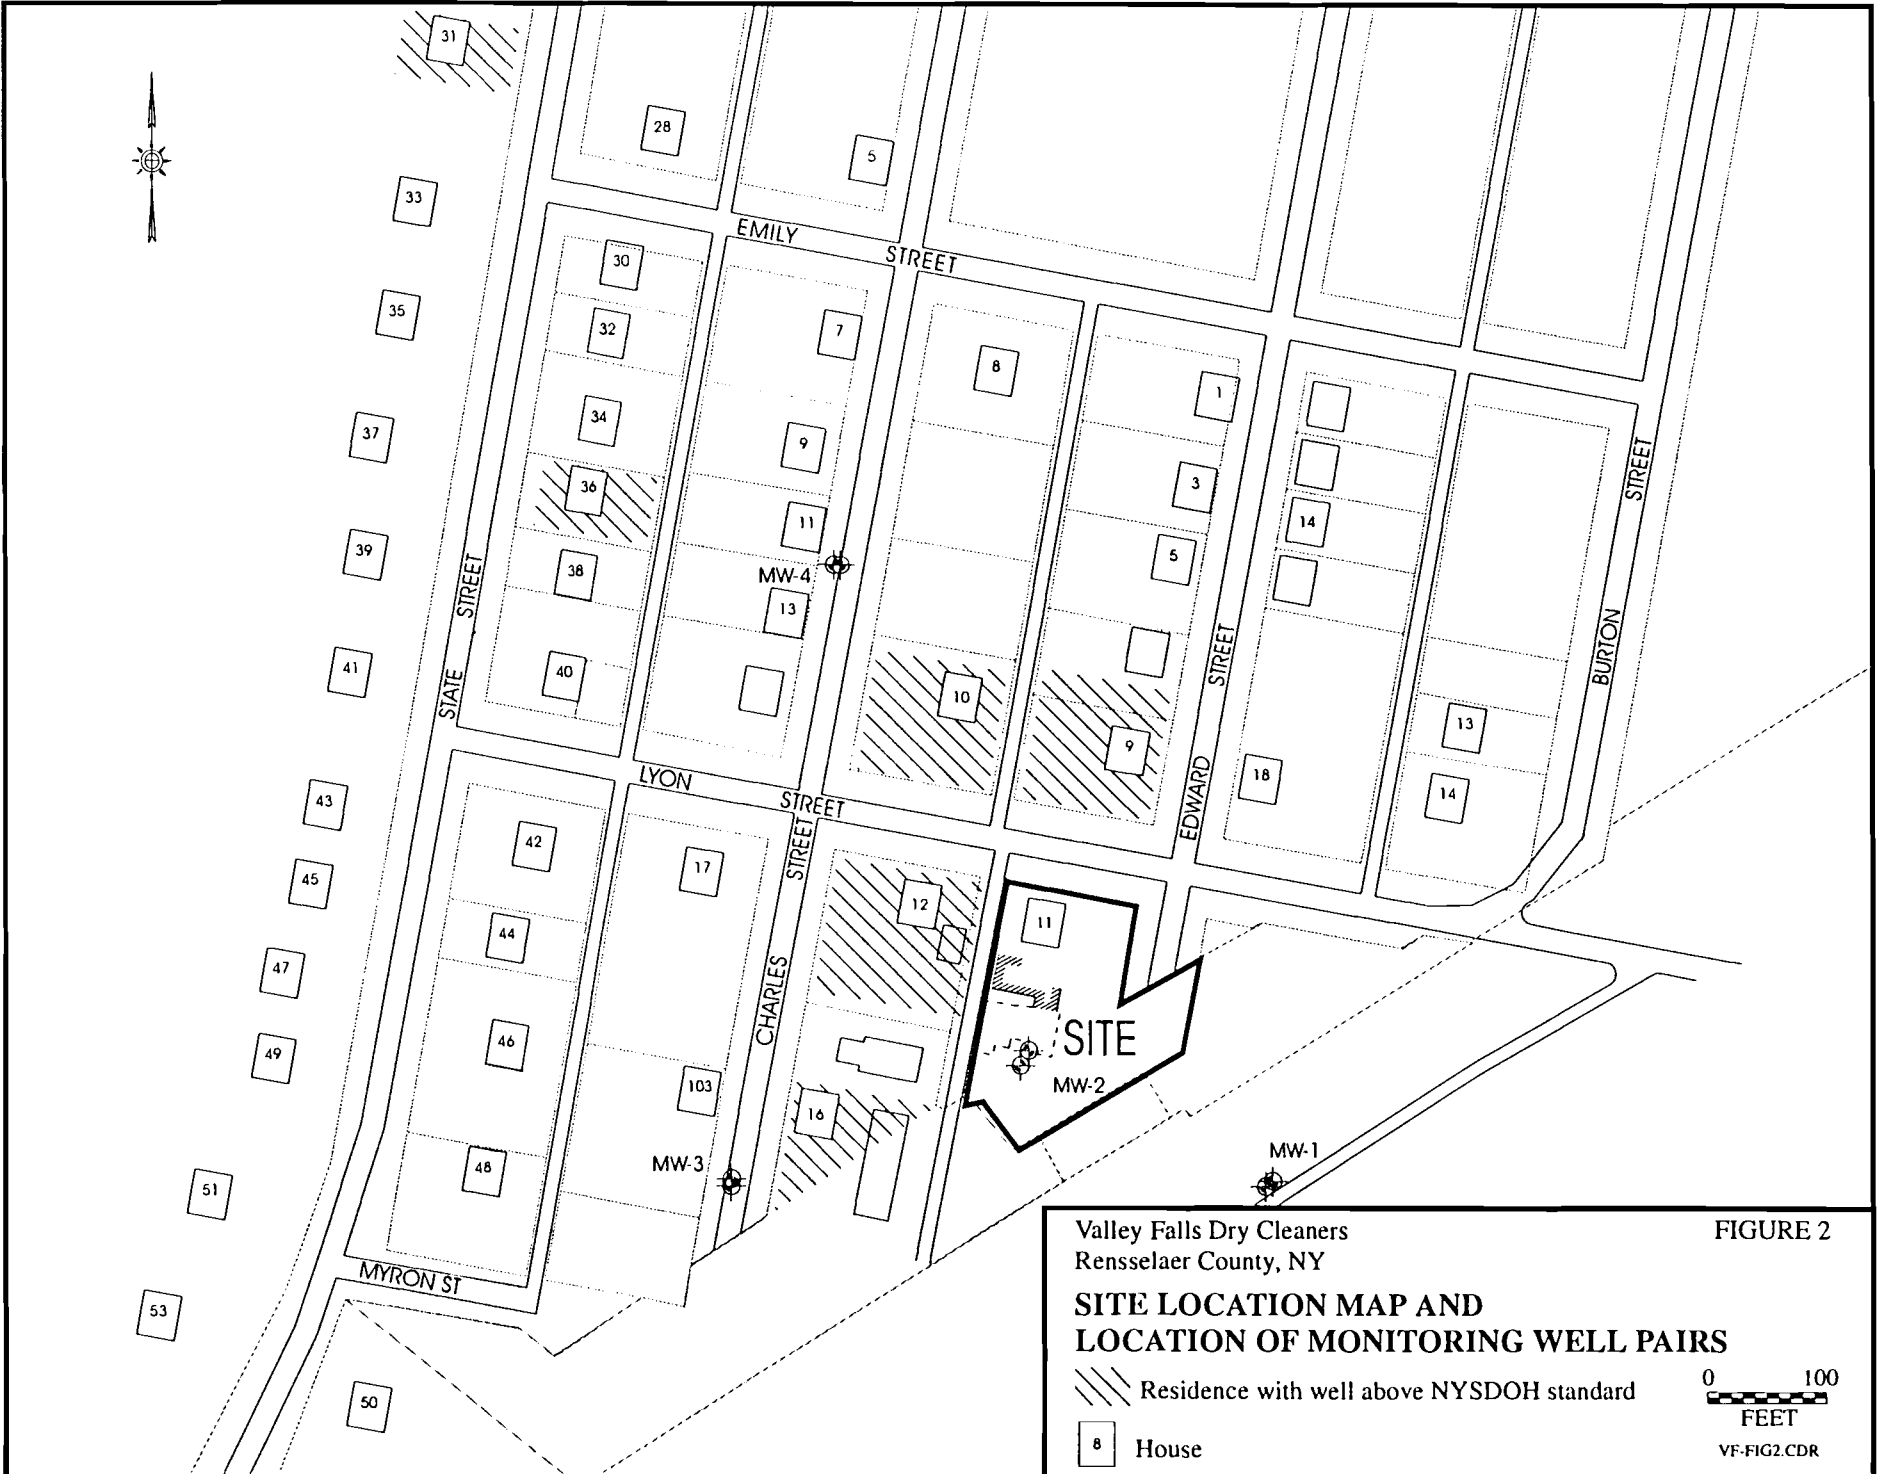 31
28
5
33
EMILY
STREET
30
35
32
7
8
1
34
37
9
3
36
11
14
STREET
39
38
MW-4
5
13
STREET
STREET
BURTON
41
40
10
STATE
13
9
LYON
STREET
18
14
EDWARD
43
42
17
STREET
45
12
11
44
47
CHARLES
46
49
SITE
103
MW-2
16
MW-3
48
MW-1
51
MYRON ST
53
50
Valley Falls Dry Cleaners
FIGURE 2
Rensselaer County, NY
SITE LOCATION MAP AND
LOCATION OF MONITORING WELL PAIRS
Residence with well above NYSDOH standard
0 100
FEET
8 House
VF-FIG2.CDR